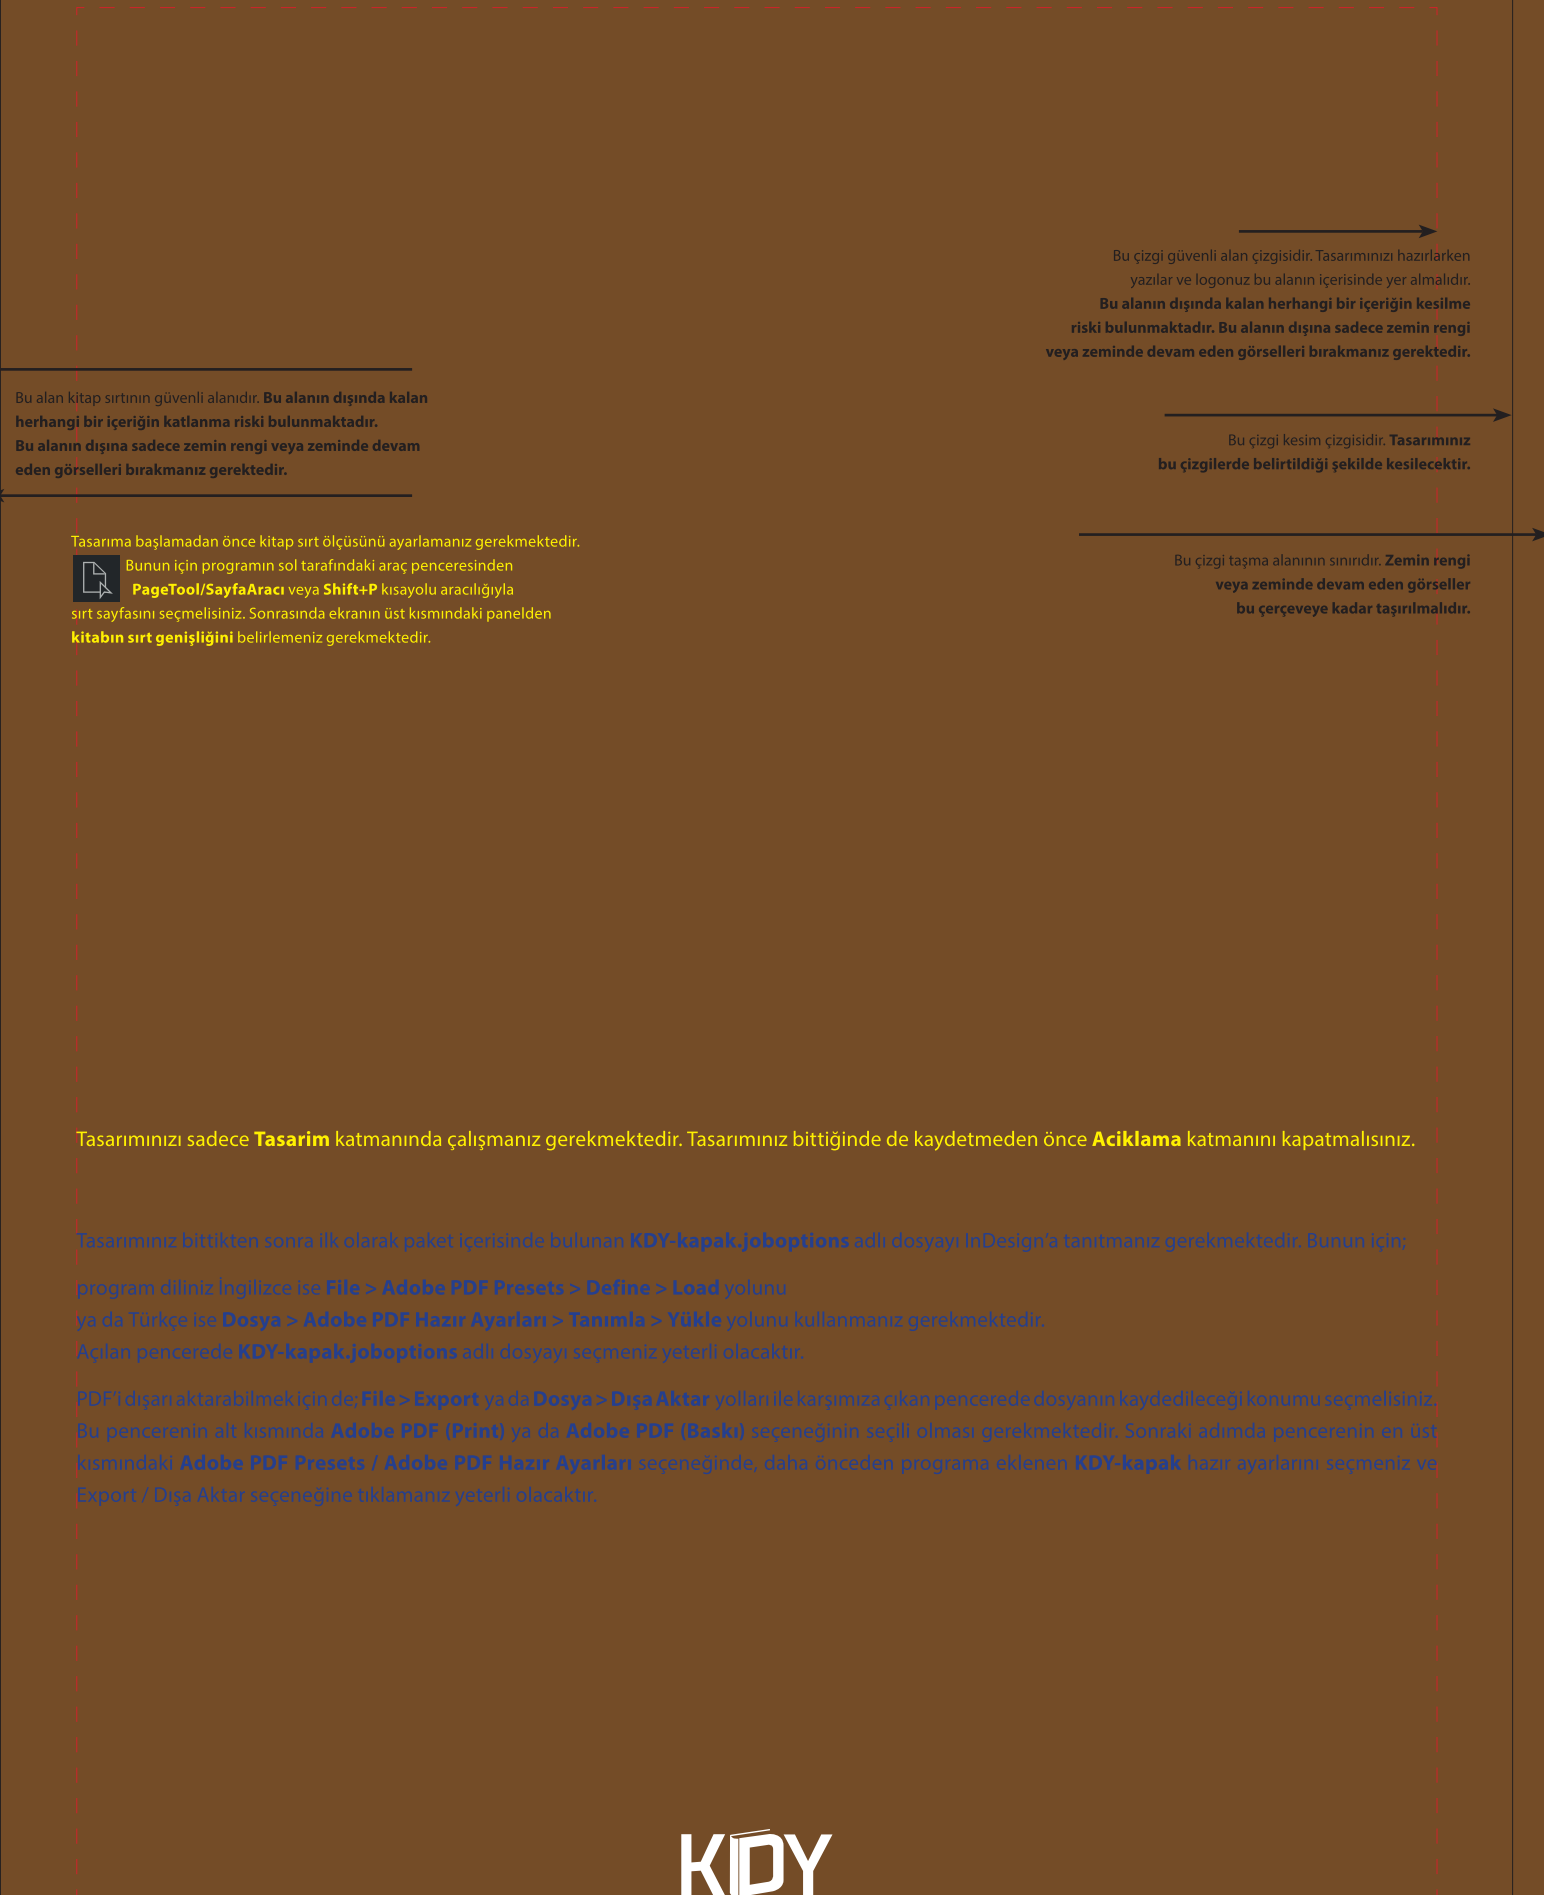 Bu çizgi güvenli alan çizgisidir. Tasarımınızı hazırlarken
yazılar ve logonuz bu alanın içerisinde yer almalıdır.
Bu alanın dışında kalan herhangi bir içeriğin kesilme
riski bulunmaktadır. Bu alanın dışına sadece zemin rengi
veya zeminde devam eden görselleri bırakmanız gerektedir.
Bu alan kitap sırtının güvenli alanıdır. Bu alanın dışında kalan
herhangi bir içeriğin katlanma riski bulunmaktadır.
Bu alanın dışına sadece zemin rengi veya zeminde devam
eden görselleri bırakmanız gerektedir.
Bu çizgi kesim çizgisidir. Tasarımınız
bu çizgilerde belirtildiği şekilde kesilecektir.
Bu çizgi taşma alanının sınırıdır. Zemin rengi
veya zeminde devam eden görseller
bu çerçeveye kadar taşırılmalıdır.
Tasarıma başlamadan önce kitap sırt ölçüsünü ayarlamanız gerekmektedir.
Bunun için programın sol tarafındaki araç penceresinden
PageTool/SayfaAracı veya Shift+P kısayolu aracılığıyla
sırt sayfasını seçmelisiniz. Sonrasında ekranın üst kısmındaki panelden
kitabın sırt genişliğini belirlemeniz gerekmektedir.
Tasarımınızı sadece Tasarim katmanında çalışmanız gerekmektedir. Tasarımınız bittiğinde de kaydetmeden önce Aciklama katmanını kapatmalısınız.
Tasarımınız bittikten sonra ilk olarak paket içerisinde bulunan KDY-kapak.joboptions adlı dosyayı InDesign’a tanıtmanız gerekmektedir. Bunun için;
program diliniz İngilizce ise File > Adobe PDF Presets > Define > Load yolunu
ya da Türkçe ise Dosya > Adobe PDF Hazır Ayarları > Tanımla > Yükle yolunu kullanmanız gerekmektedir.
Açılan pencerede KDY-kapak.joboptions adlı dosyayı seçmeniz yeterli olacaktır.
PDF’i dışarı aktarabilmek için de; File > Export ya da Dosya > Dışa Aktar yolları ile karşımıza çıkan pencerede dosyanın kaydedileceği konumu seçmelisiniz.
Bu pencerenin alt kısmında Adobe PDF (Print) ya da Adobe PDF (Baskı) seçeneğinin seçili olması gerekmektedir. Sonraki adımda pencerenin en üst
kısmındaki Adobe PDF Presets / Adobe PDF Hazır Ayarları seçeneğinde, daha önceden programa eklenen KDY-kapak hazır ayarlarını seçmeniz ve
Export / Dışa Aktar seçeneğine tıklamanız yeterli olacaktır.
KDY